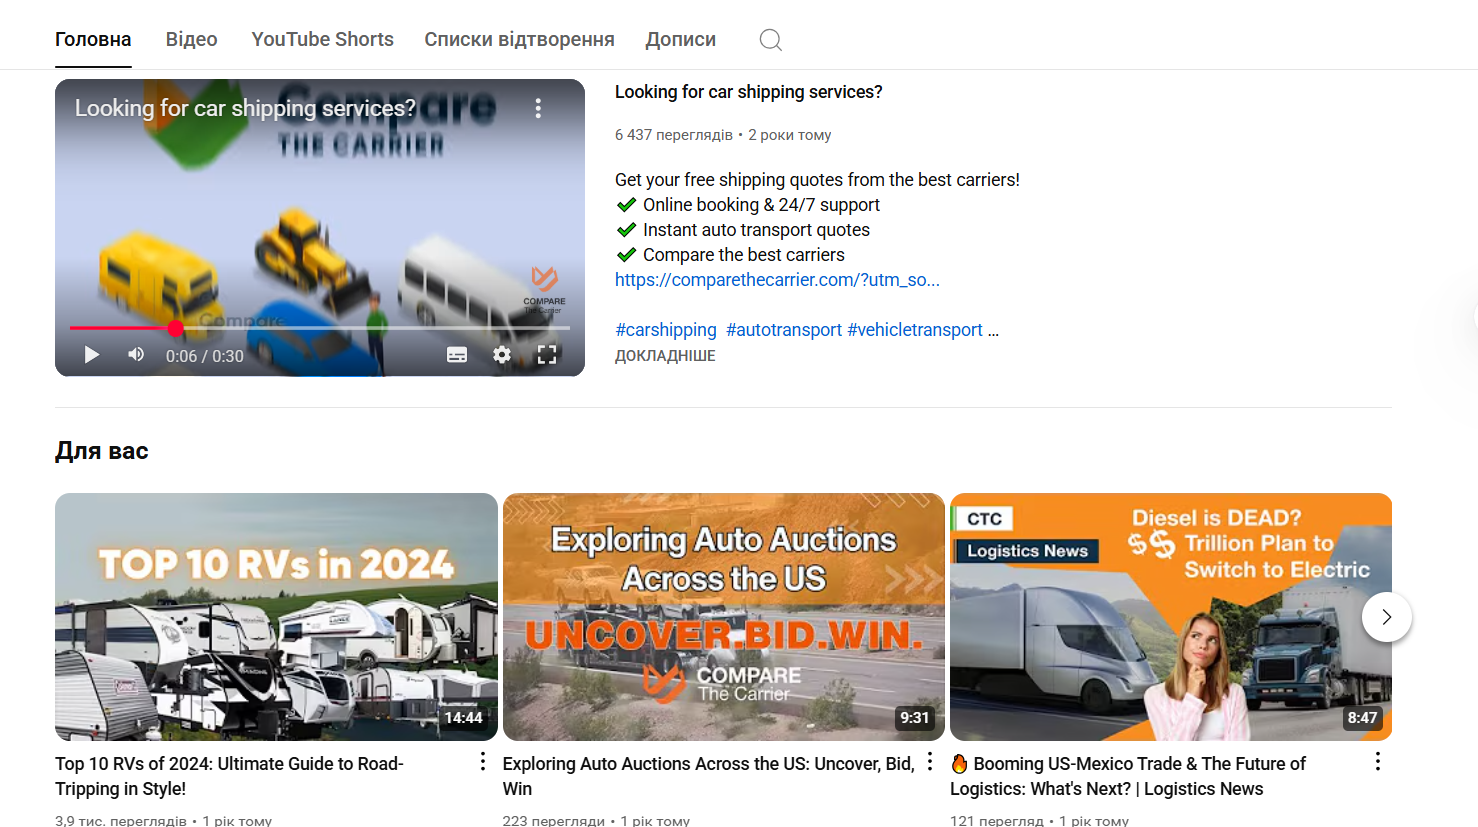 Головна Відео YouTube Shorts Списки відтворення Дописи
Looking for car shipping services?
Compare
THE CARRIER
COMPARE
The Carrier
Compare
0:06 / 0:30
Looking for car shipping services?
6 437 переглядів • 2 роки тому
Get your free shipping quotes from the best carriers!
✔ Online booking & 24/7 support
✔ Instant auto transport quotes
✔ Compare the best carriers
https://comparethecarrier.com/?utm_so...
#carshipping #autotransport #vehicletransport ...
ДОКЛАДНІШЕ
Для вас
TOP 10 RVs in 2024
14:44
Top 10 RVs of 2024: Ultimate Guide to Road-
Tripping in Style!
3,9 тис. переглядів • 1 рік тому
Exploring Auto Auctions
Across the US
UNCOVER.BID.WIN.
COMPARE
The Carrier
9:31
Exploring Auto Auctions Across the US: Uncover, Bid,
Win
223 перегляди • 1 рік тому
CTC
Logistics News
Diesel is DEAD?
$$ Trillion Plan to
Switch to Electric
8:47
🔥 Booming US-Mexico Trade & The Future of
Logistics: What's Next? | Logistics News
121 перегляд • 1 рік тому